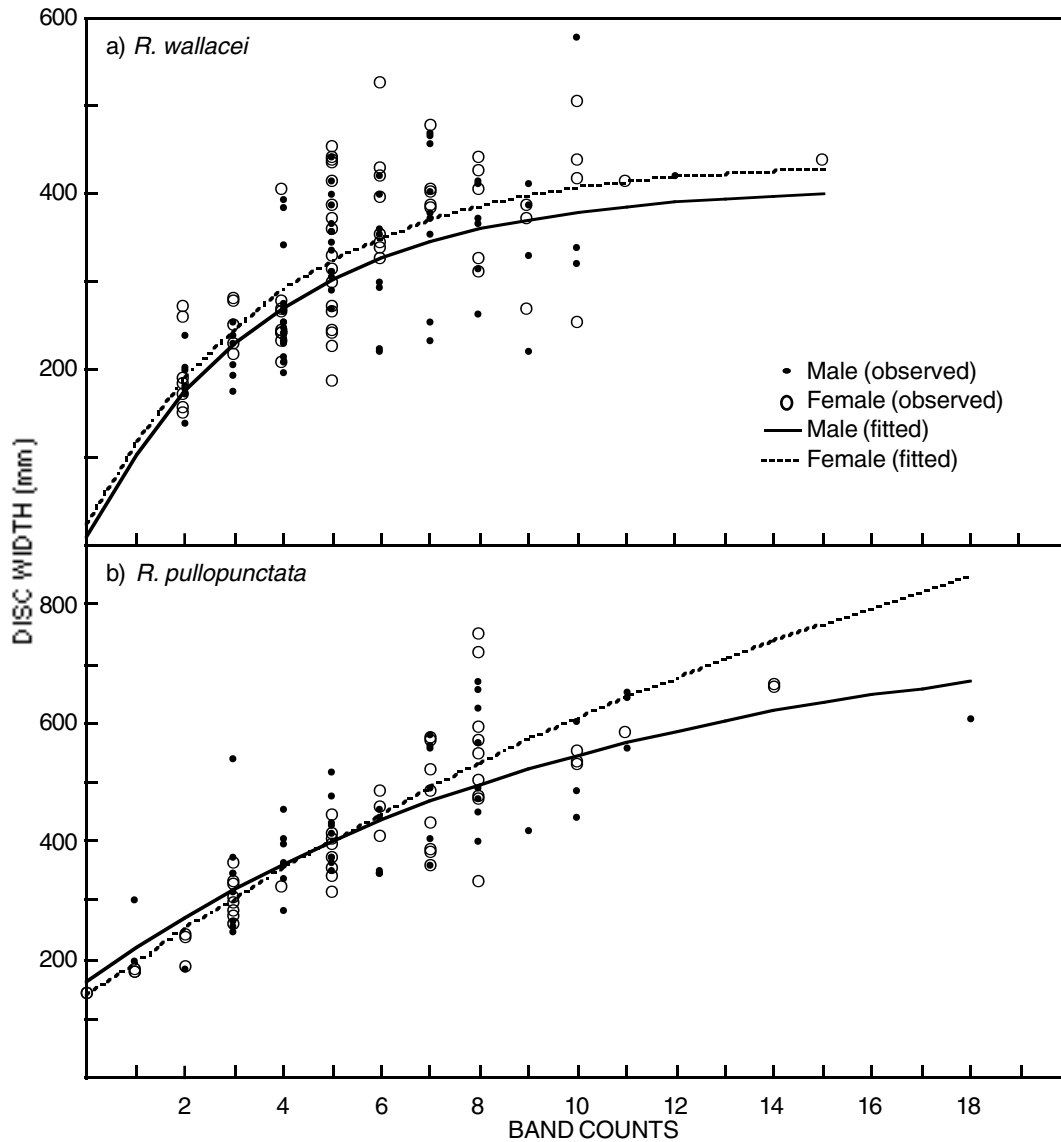 600
a) R. wallacei
400
200
Male (observed)
Female (observed)
Male (fitted)
Female (fitted)
DISC WIDTH (mm)
b) R. pullopunctata
800
600
400
200
2 4 6 8 10 12 14 16 18
BAND COUNTS